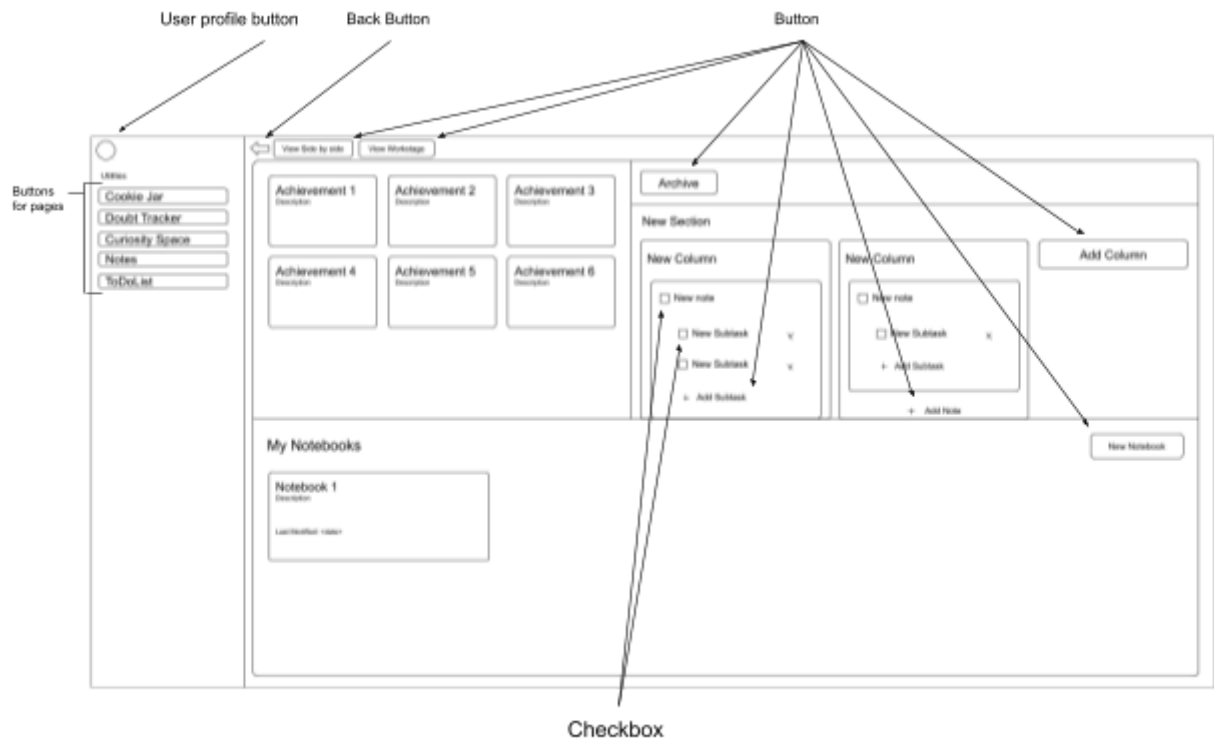 User profile button
Back Button
Button
View Side by side
View Workstage
Utilities
Buttons
for pages
Cookie Jar
Doubt Tracker
Curiosity Space
Notes
ToDoList
Achievement 1
Description
Achievement 2
Description
Achievement 3
Description
Achievement 4
Description
Achievement 5
Description
Achievement 6
Description
Archive
New Section
New Column
New note
New Subtask
New Subtask
+ Add Subtask
New Column
New note
New Subtask
+ Add Subtask
+ Add Note
Add Column
My Notebooks
New Notebook
Notebook 1
Description
Last Modified: <date>
Checkbox